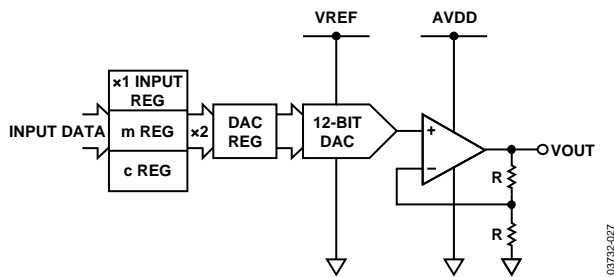 VREF
AVDD
×1 INPUT
REG
INPUT DATA
m REG
×2
DAC
REG
12-BIT
DAC
+
–
VOUT
R
c REG
R
03732-027